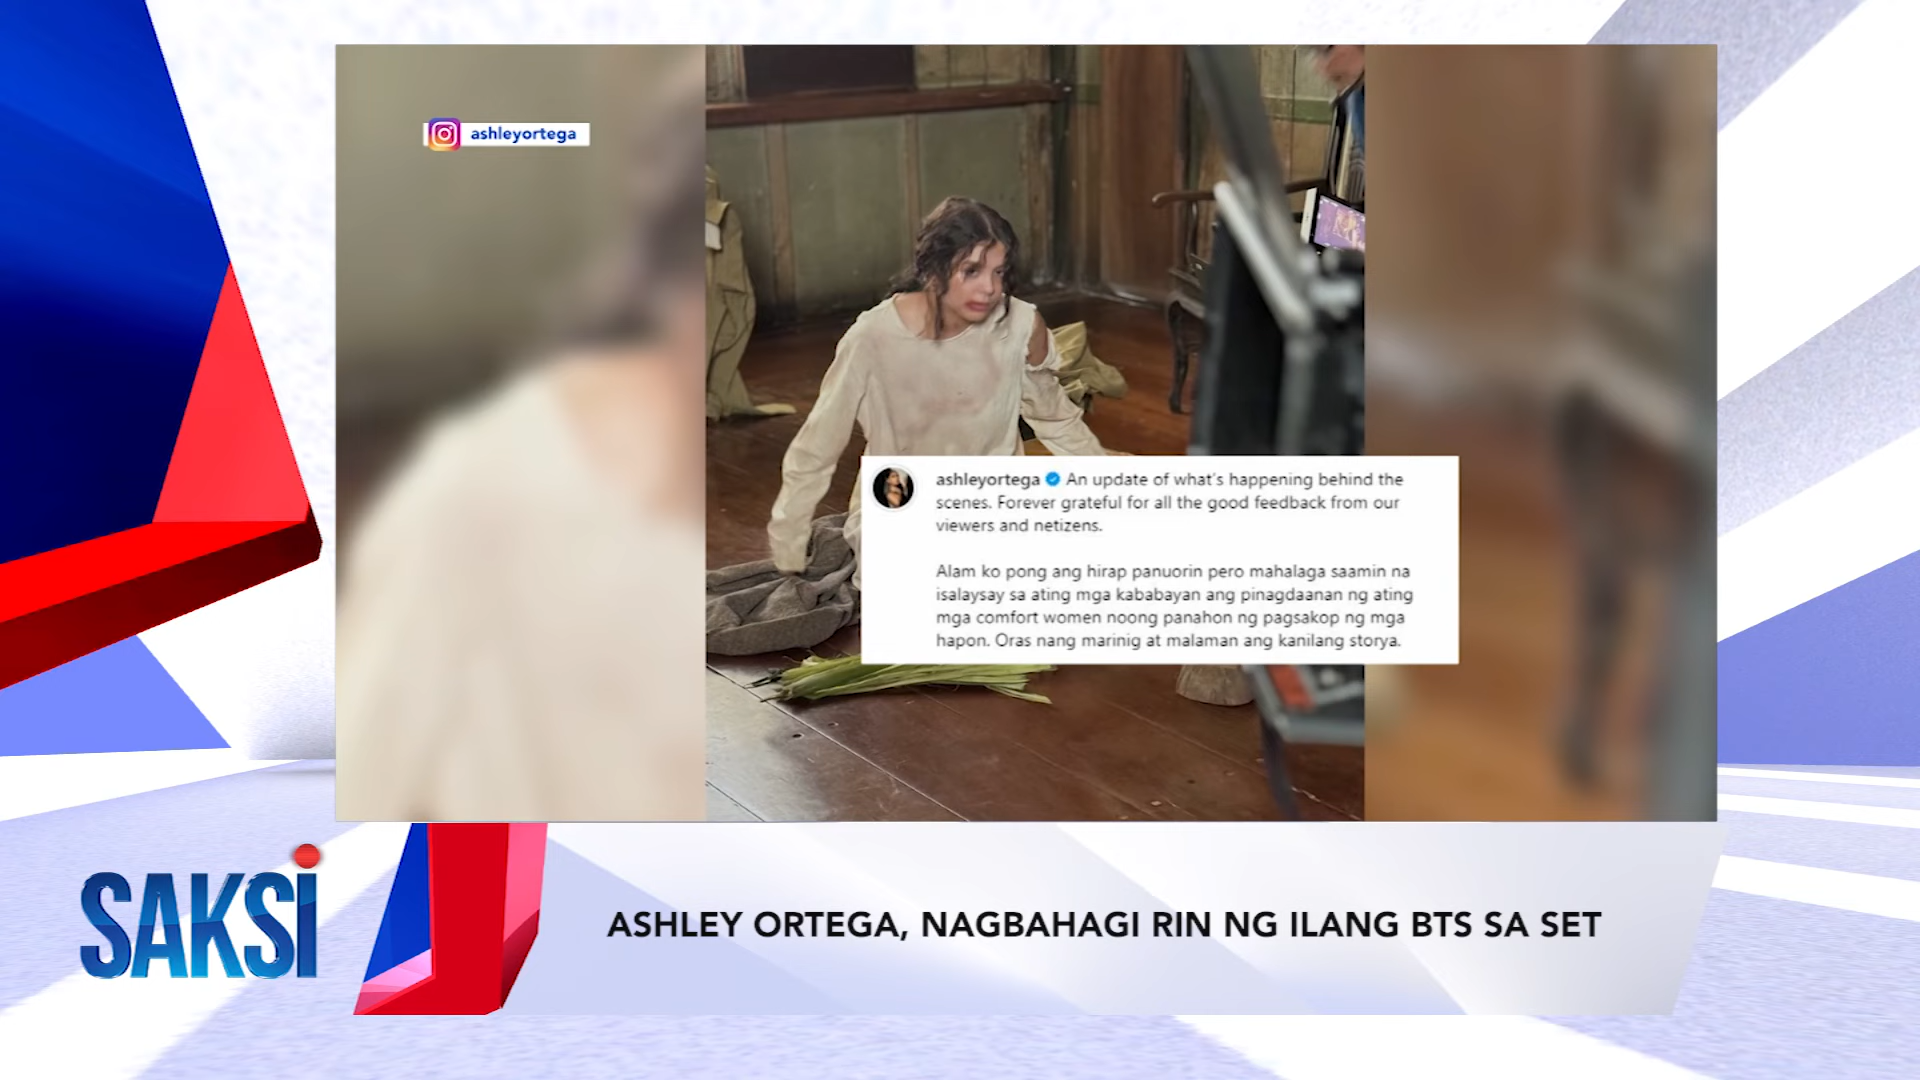 ashleyortega
ashleyortega An update of what's happening behind the
scenes. Forever grateful for all the good feedback from our
viewers and netizens.
Alam ko pong ang hirap panuorin pero mahalaga saamin na
isalaysay sa ating mga kababayan ang pinagdaanan ng ating
mga comfort women noong panahon ng pagsakop ng mga
hapon. Oras nang marinig at malaman ang kanilang storya.
SAKSI
ASHLEY ORTEGA, NAGBAHAGI RIN NG ILANG BTS SA SET